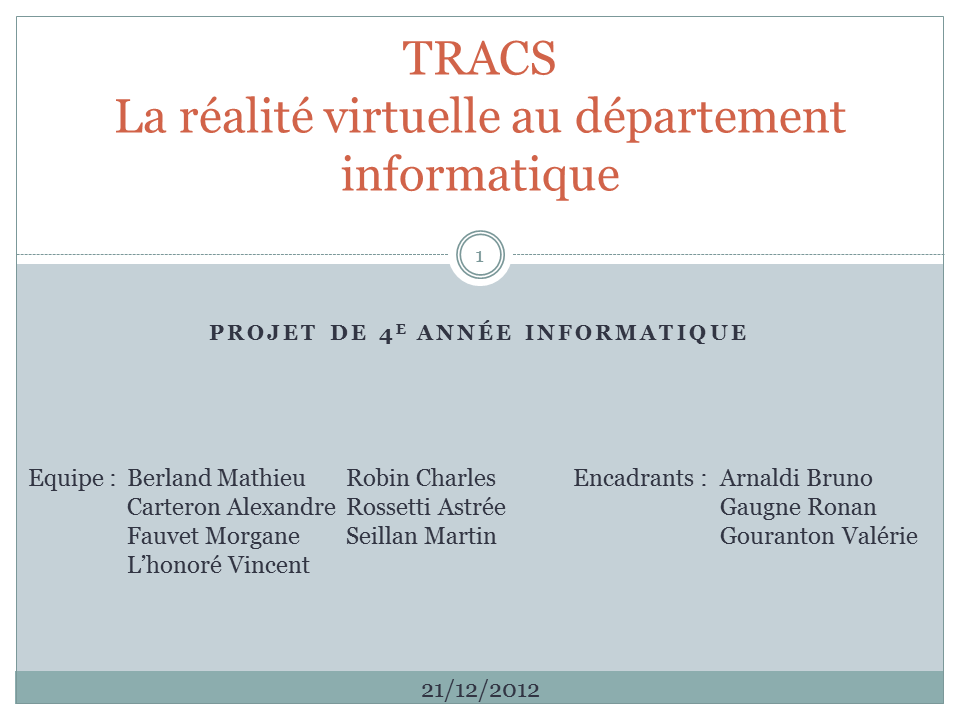 TRACS
La réalité virtuelle au département
informatique
1
PROJET DE 4E ANNÉE INFORMATIQUE
Equipe : Berland Mathieu Robin Charles Encadrants : Arnaldi Bruno
Carteron Alexandre Rossetti Astrée Gaugne Ronan
Fauvet Morgane Seillan Martin Gouranton Valérie
L’honoré Vincent
21/12/2012